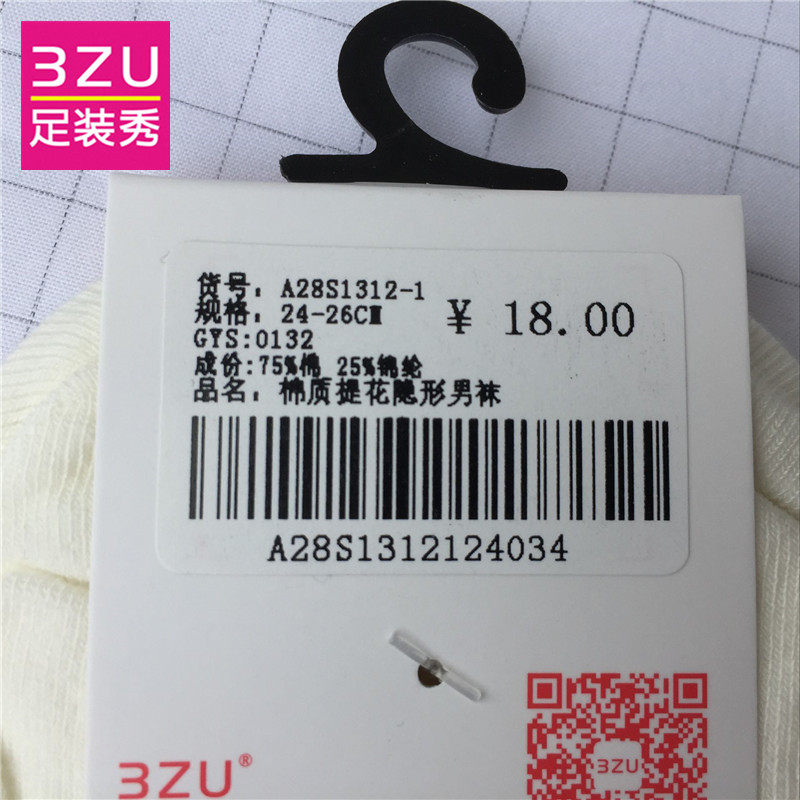 3ZU
足装秀
货号: A28S1312-1
规格: 24-26CM
¥ 18.00
GYS:0132
成份:75%棉 25%锦纶
品名: 棉质提花隐形男袜
A28S1312124034
3ZU®
3ZU